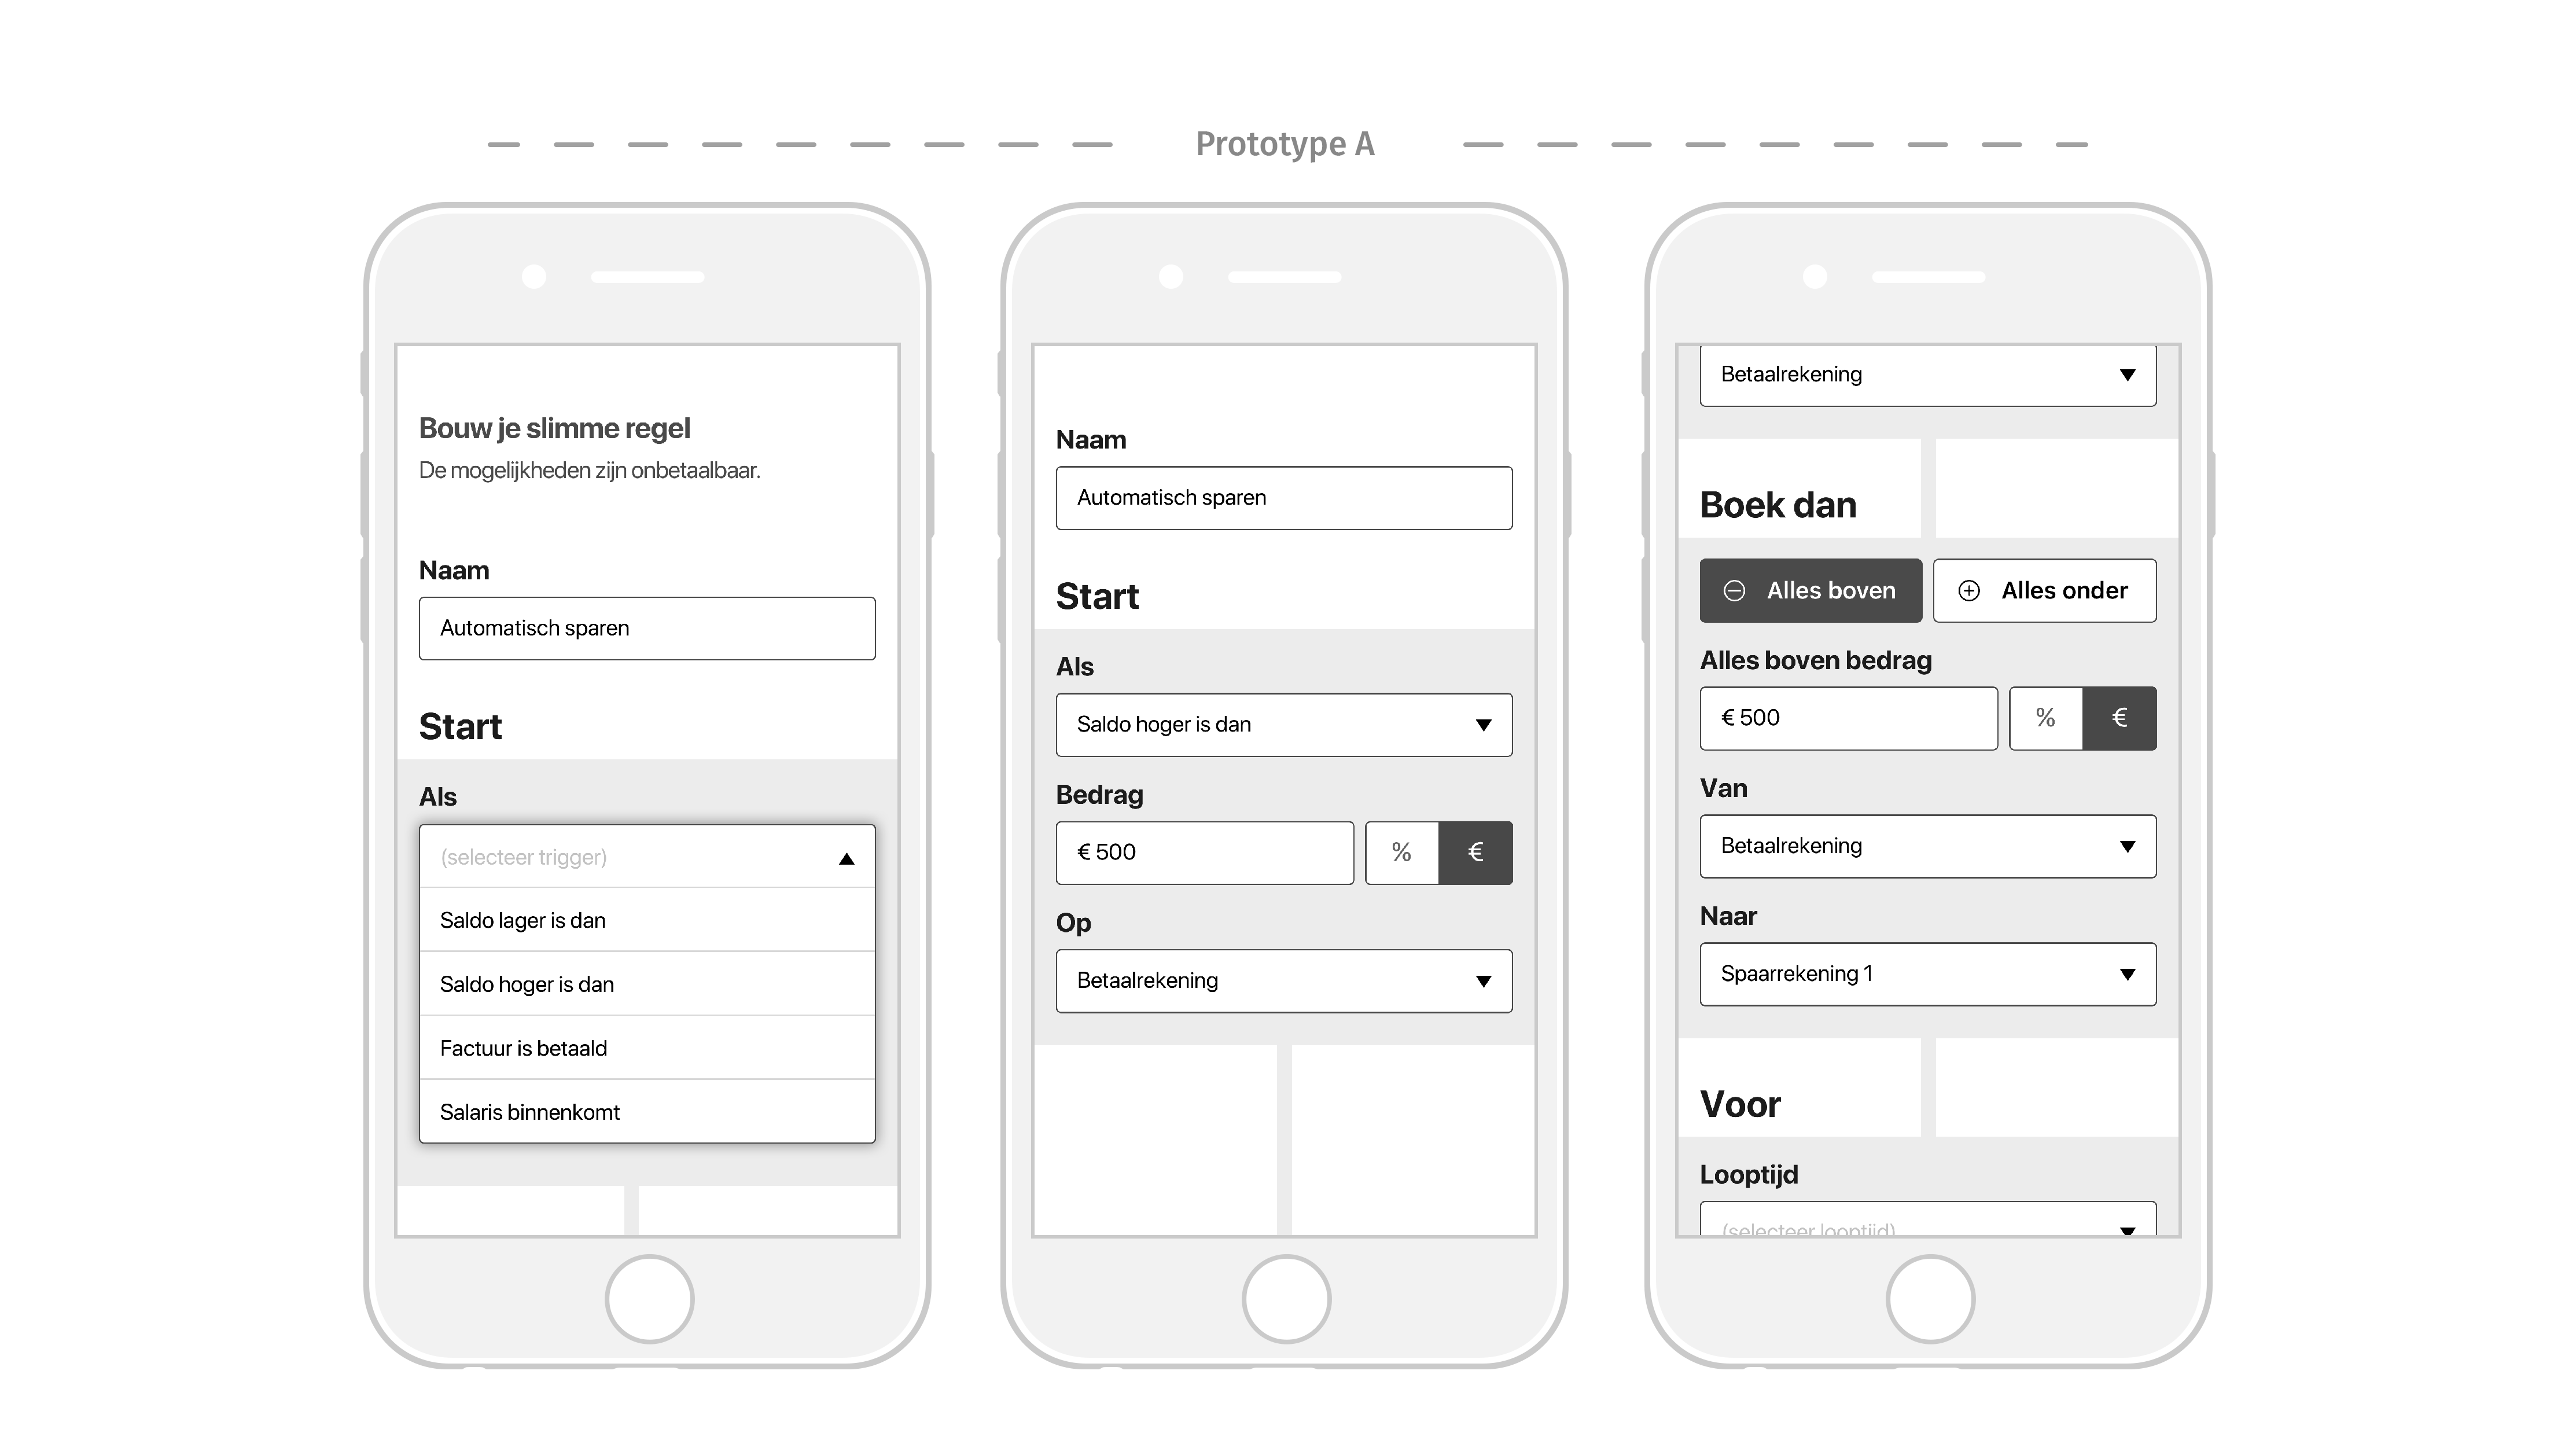 Prototype A
Bouw je slimme regel
De mogelijkheden zijn onbetaalbaar.
Naam
Automatisch sparen
Start
Als
(selecteer trigger)
Saldo lager is dan
Saldo hoger is dan
Factuur is betaald
Salaris binnenkomt
Naam
Automatisch sparen
Start
Als
Saldo hoger is dan
Bedrag
€ 500 % €
Op
Betaalrekening
Betaalrekening
Boek dan
Alles boven Alles onder
Alles boven bedrag
€ 500 % €
Van
Betaalrekening
Naar
Spaarrekening 1
Voor
Looptijd
(selecteer looptijd)